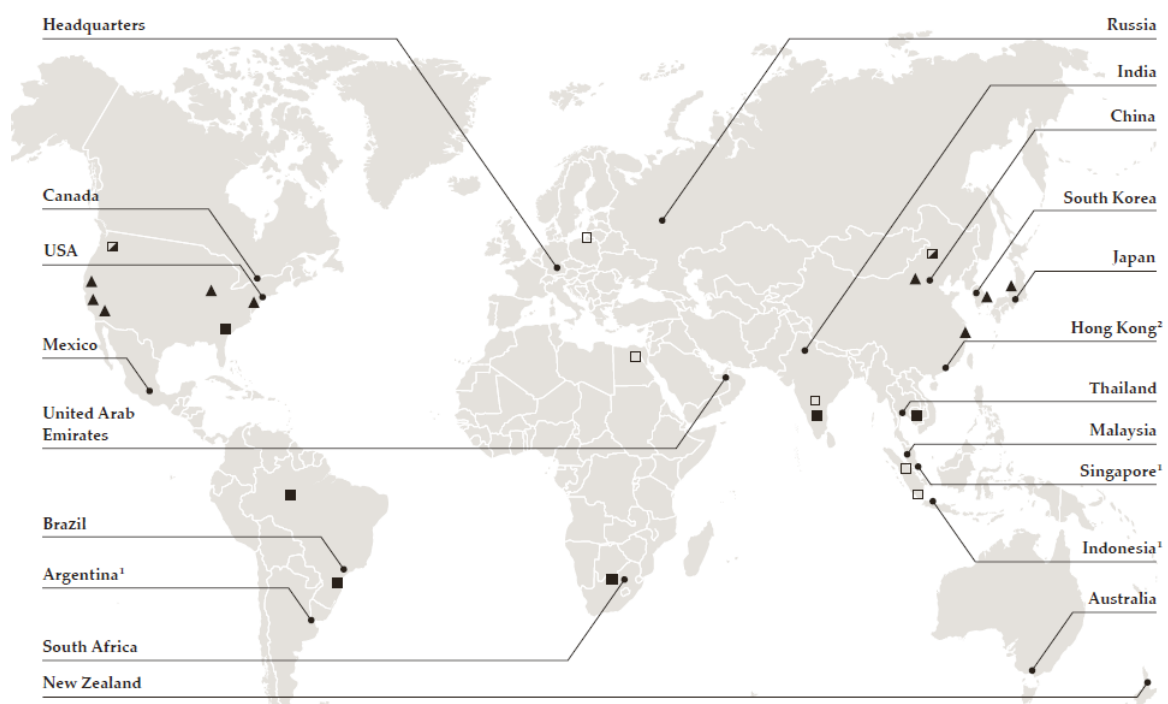 Headquarters
Russia
India
China
Canada
South Korea
USA
Japan
Hong Kong²
Mexico
Thailand
United Arab
Emirates
Malaysia
Singapore¹
Brazil
Indonesia¹
Argentina¹
Australia
South Africa
New Zealand